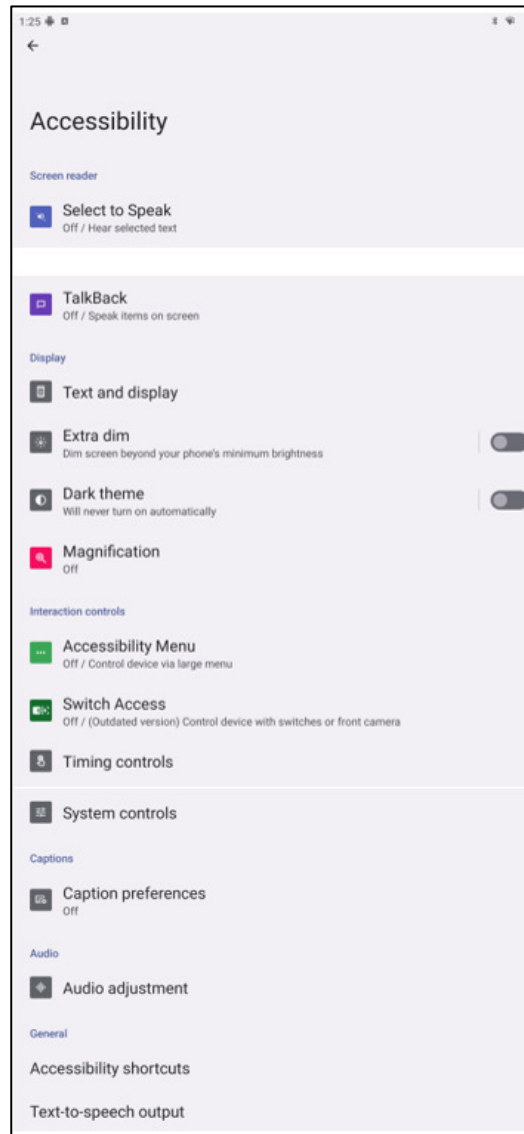 1:25
Accessibility
Screen reader
Select to Speak
Off / Hear selected text
TalkBack
Off / Speak items on screen
Display
Text and display
Extra dim
Dim screen beyond your phone's minimum brightness
Dark theme
Will never turn on automatically
Magnification
Off
Interaction controls
Accessibility Menu
Off / Control device via large menu
Switch Access
Off / (Outdated version) Control device with switches or front camera
Timing controls
System controls
Captions
Caption preferences
Off
Audio
Audio adjustment
General
Accessibility shortcuts
Text-to-speech output